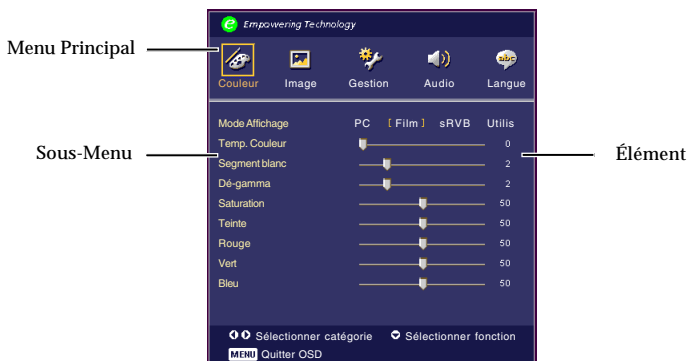 Empowering Technology
Menu Principal
Couleur Image Gestion Audio Langue
abc
Mode Affichage PC [ Film ] sRVB Utilis
Temp. Couleur 0
Sous-Menu Segment blanc 2 Élément
Dé-gamma 2
Saturation 50
Teinte 50
Rouge 50
Vert 50
Bleu 50
Sélectionner catégorie Sélectionner fonction
MENU Quitter OSD